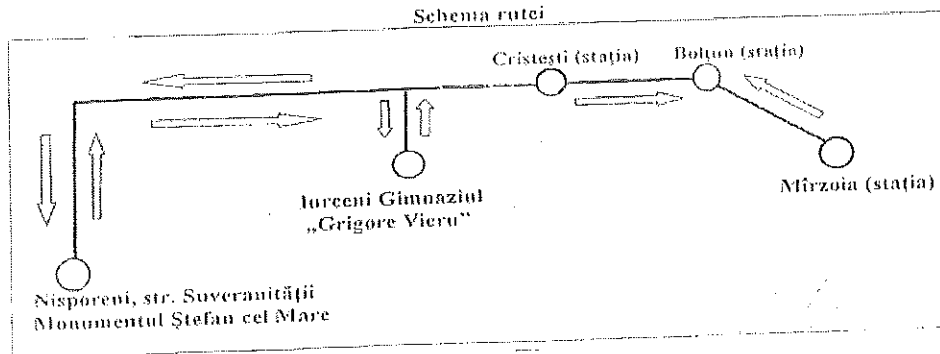 Schema rutei
Cristești (stația)
Bolțun (stația)
Mîrzoia (stația)
Iurceni Gimnaziul
„Grigore Vieru”
Nisporeni, str. Suveranității
Monumentul Ștefan cel Mare